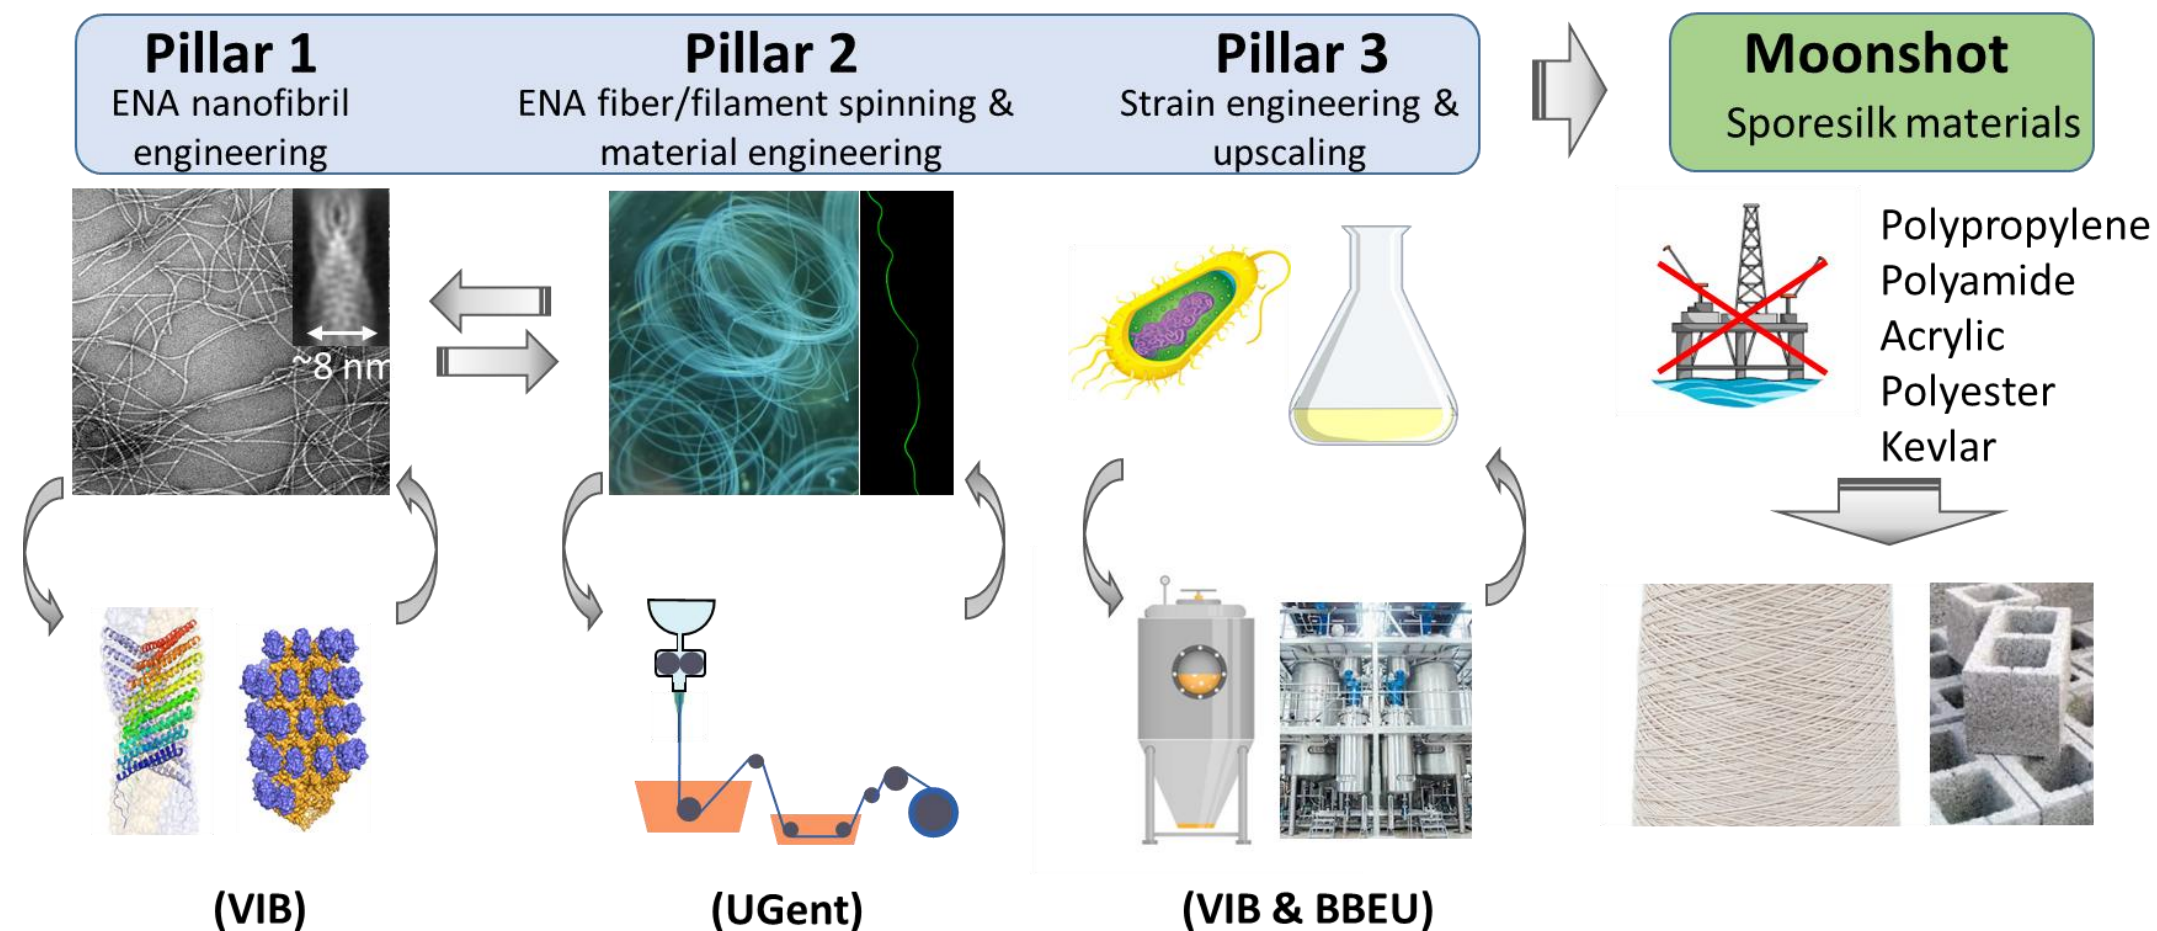 Pillar 1
ENA nanofibril
engineering
Pillar 2
ENA fiber/filament spinning &
material engineering
Pillar 3
Strain engineering &
upscaling
Moonshot
Sporesilk materials
~8 nm
Polypropylene
Polyamide
Acrylic
Polyester
Kevlar
(VIB)
(UGent)
(VIB & BBEU)